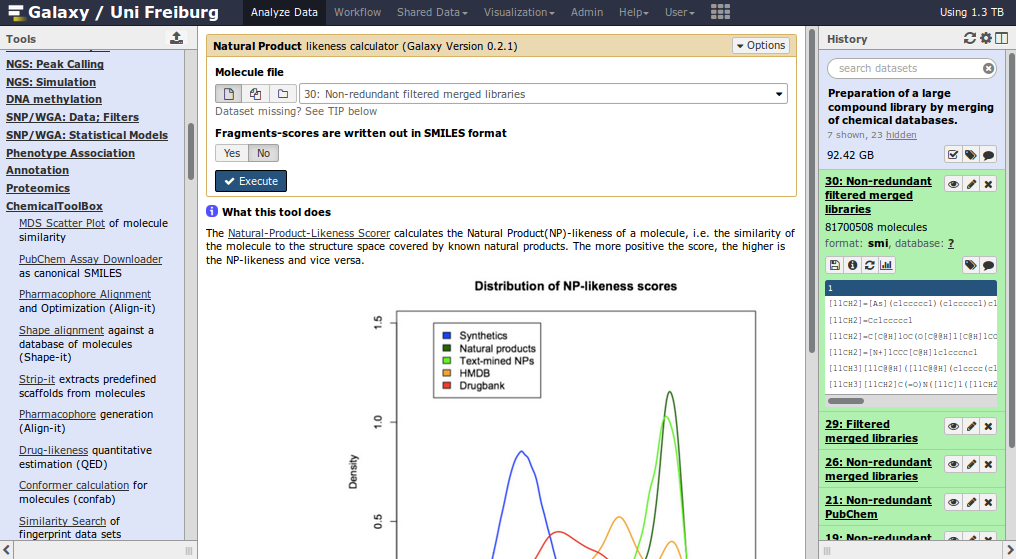 Galaxy / Uni Freiburg
Analyze Data
Workflow
Shared Data
Visualization
Admin
Help
User
Using 1.3 TB
Tools
NGS: Peak Calling
NGS: Simulation
DNA methylation
SNP/WGA: Data; Filters
SNP/WGA: Statistical Models
Phenotype Association
Annotation
Proteomics
ChemicalToolBox
MDS Scatter Plot of molecule
similarity
PubChem Assay Downloader
as canonical SMILES
Pharmacophore Alignment
and Optimization (Align-it)
Shape alignment against a
database of molecules
(Shape-it)
Strip-it extracts predefined
scaffolds from molecules
Pharmacophore generation
(Align-it)
Drug-likeness quantitative
estimation (QED)
Conformer calculation for
molecules (confab)
Similarity Search of
fingerprint data sets
Natural Product likeness calculator (Galaxy Version 0.2.1)
Options
Molecule file
30: Non-redundant filtered merged libraries
Dataset missing? See TIP below
Fragments-scores are written out in SMILES format
Yes No
Execute
What this tool does
The Natural-Product-Likeness Scorer calculates the Natural Product(NP)-likeness of a molecule, i.e. the similarity of
the molecule to the structure space covered by known natural products. The more positive the score, the higher is
the NP-likeness and vice versa.
Distribution of NP-likeness scores
Synthetics
Natural products
Text-mined NPs
HMDB
Drugbank
1.5
1.0
0.5
Density
History
search datasets
Preparation of a large
compound library by merging
of chemical databases.
7 shown, 23 hidden
92.42 GB
30: Non-redundant
filtered merged
libraries
81700508 molecules
format: smi, database: ?
1
[11CH2]=[As](c1ccccc1)(c1ccccc1)c1
[11CH2]=Cc1ccccc1
[11CH2]=C[C@H]1OC(O[C@@H]1[C@H]1CC
[11CH2]=[N+]1CCC[C@H]1c1cccnc1
[11CH3][11C@@H]([11C@@H](c1cccc(c1
[11CH3][11CH2]C(=O)N([11C]1([11CH2
29: Filtered
merged libraries
26: Non-redundant
merged libraries
21: Non-redundant
PubChem
19: Non-redundant